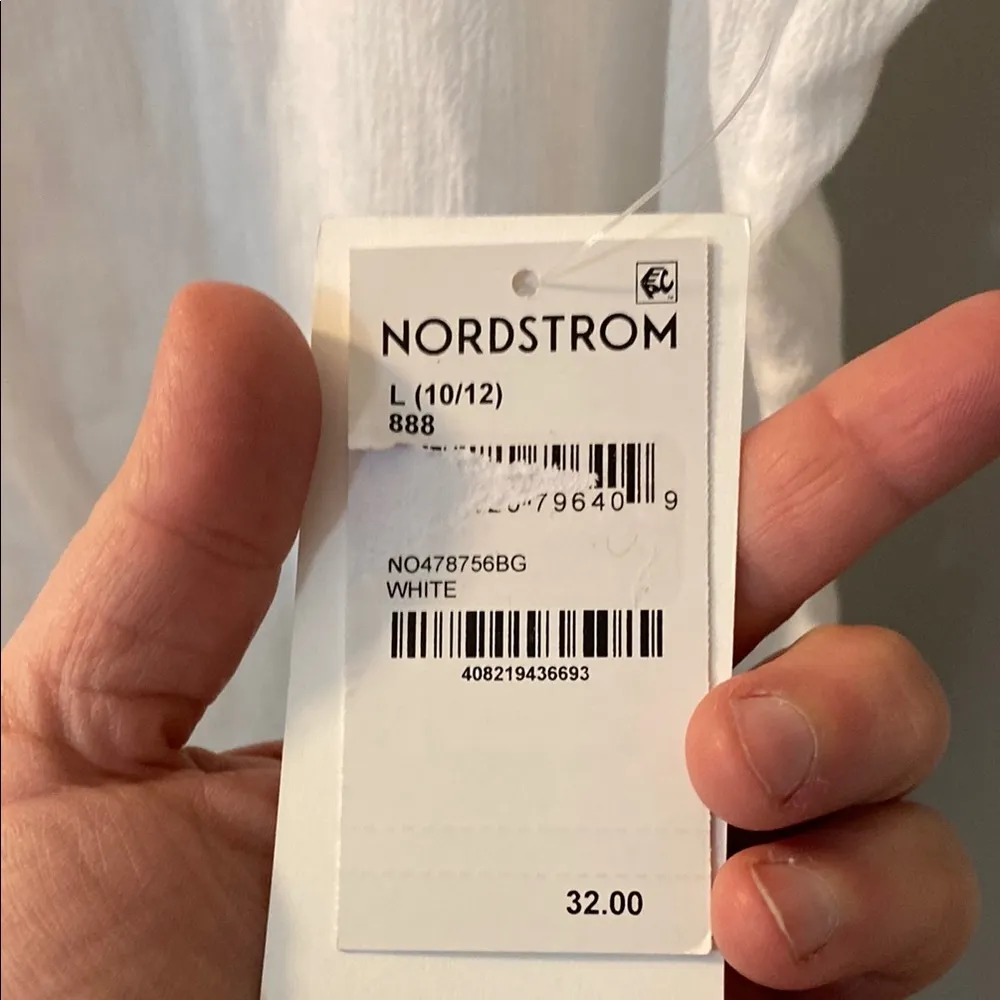 NORDSTROM
L (10/12)
888
79640 9
NO478756BG
WHITE
408219436693
32.00